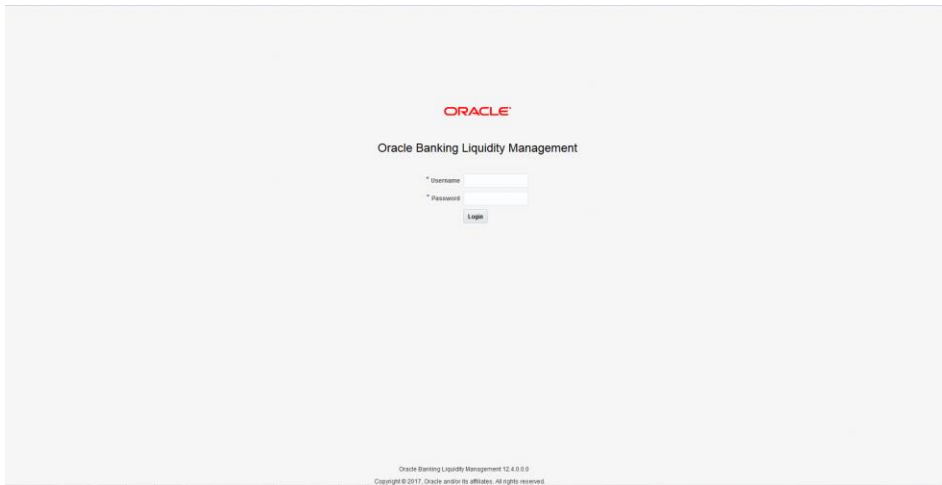 ORACLE
Oracle Banking Liquidity Management
* Username
* Password
Login
Oracle Banking Liquidity Management 12.4.0.0.0
Copyright © 2017, Oracle and/or its affiliates. All rights reserved.